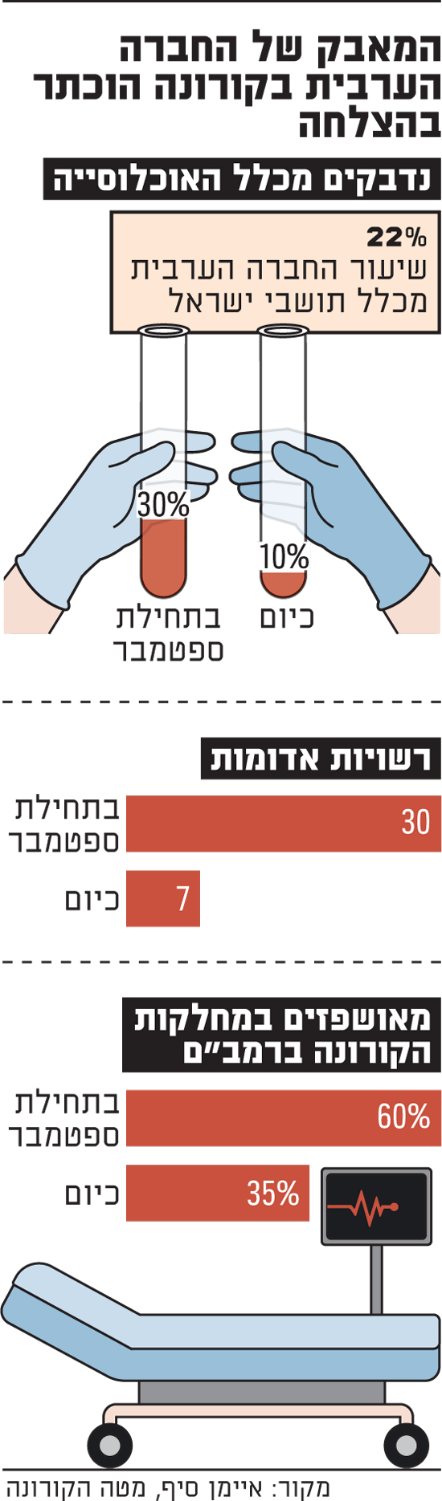 המאבק של החברה
הערבית בקורונה הוכתר
בהצלחה
נדבקים מכלל האוכלוסייה
22%
שיעור החברה הערבית
מכלל תושבי ישראל
30%
בתחילת
ספטמבר
10%
כיום
רשויות אדומות
בתחילת
ספטמבר
30
כיום
7
מאושפזים במחלקות
הקורונה ברמב״ם
בתחילת
ספטמבר
60%
כיום
35%
מקור: איימן סיף, מטה הקורונה